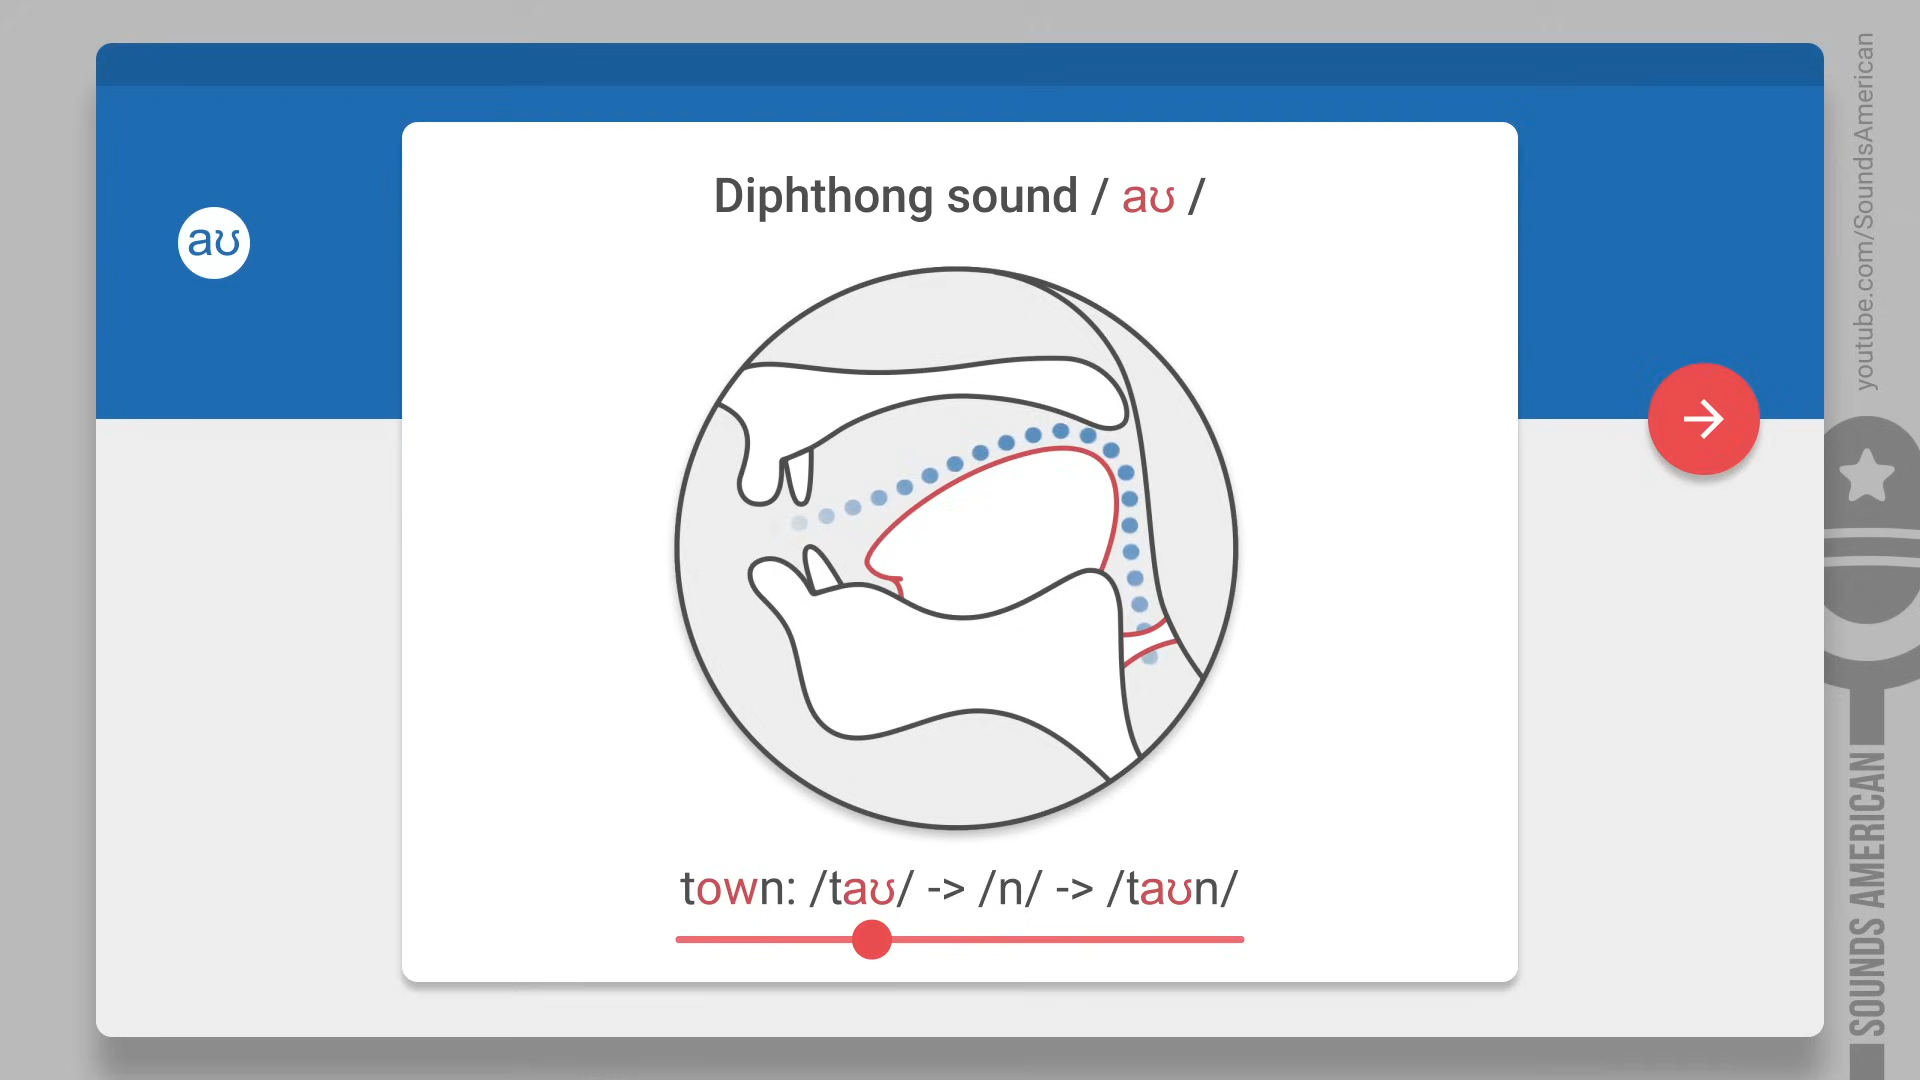 Diphthong sound / aʊ /
aʊ
town: /taʊ/ -> /n/ -> /taʊn/
youtube.com/SoundsAmerican
SOUNDS AMERICAN